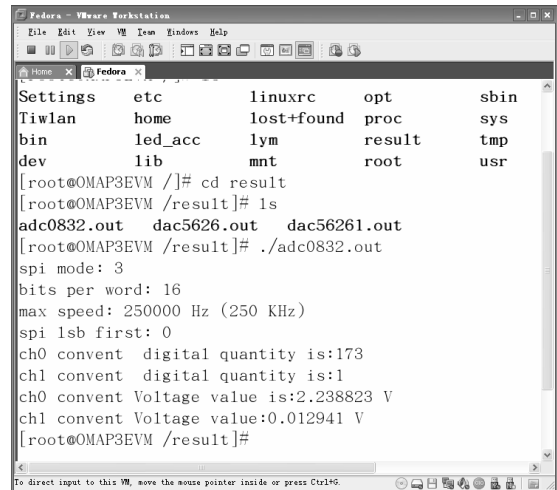 Fedora - VMware Workstation
File Edit View VM Team Windows Help
Home Fedora
Settings etc linuxrc opt sbin
Tiwlan home lost+found proc sys
bin led_acc lym result tmp
dev lib mnt root usr
[root@OMAP3EVM /]# cd result
[root@OMAP3EVM /result]# ls
adc0832.out dac5626.out dac56261.out
[root@OMAP3EVM /result]# ./adc0832.out
spi mode: 3
bits per word: 16
max speed: 250000 Hz (250 KHz)
spi lsb first: 0
ch0 convent digital quantity is:173
ch1 convent digital quantity is:1
ch0 convent Voltage value is:2.238823 V
ch1 convent Voltage value:0.012941 V
[root@OMAP3EVM /result]#
To direct input to this VM, move the mouse pointer inside or press Ctrl+G.